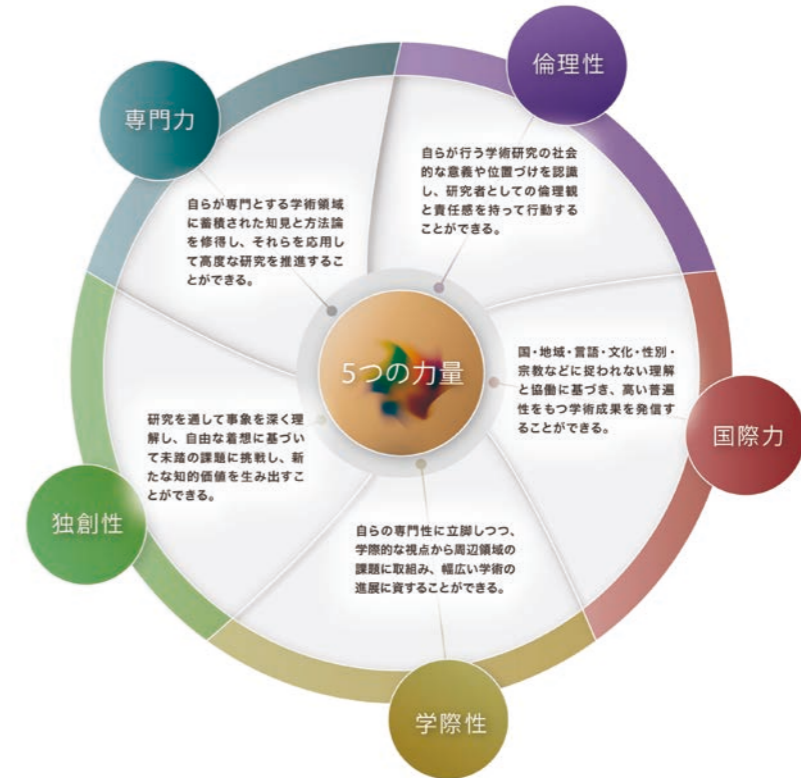 倫理性
自らが行う学術研究の社会
的な意義や位置づけを認識
し、研究者としての倫理観
と責任感を持って行動する
ことができる。
専門力
自らが専門とする学術領域
に蓄積された知見と方法論
を修得し、それらを応用し
て高度な研究を推進するこ
とができる。
5つの力量
国・地域・言語・文化・性別・
宗教などに捉われない理解
と協働に基づき、高い普遍
性をもつ学術成果を発信す
ることができる。
国際力
研究を通して事象を深く理
解し、自由な着想に基づい
て未踏の課題に挑戦し、新
たな知的価値を生み出すこ
とができる。
独創性
自らの専門性に立脚しつつ、
学際的な視点から周辺領域の
課題に取組み、幅広い学術の
進展に資することができる。
学際性